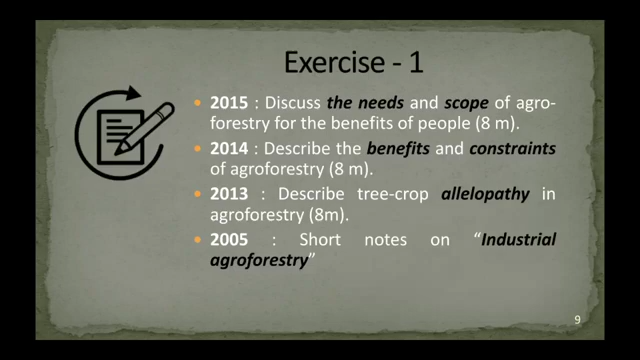 Exercise - 1
• 2015 : Discuss the needs and scope of agro-
forestry for the benefits of people (8 m).
• 2014 : Describe the benefits and constraints
of agroforestry (8 m).
• 2013 : Describe tree-crop allelopathy in
agroforestry (8m).
• 2005 : Short notes on “Industrial
agroforestry”
9